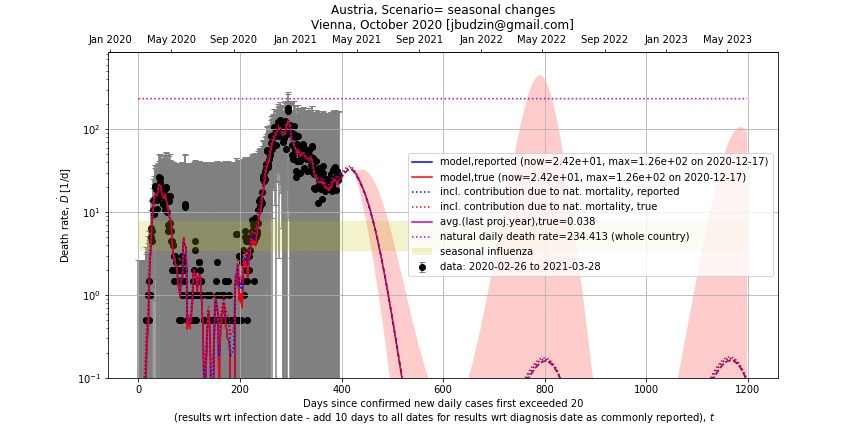 Austria, Scenario= seasonal changes
Vienna, October 2020 [jbudzin@gmail.com]
Jan 2020 May 2020 Sep 2020 Jan 2021 May 2021 Sep 2021 Jan 2022 May 2022 Sep 2022 Jan 2023 May 2023
Death rate, D [1/d]
10²
10¹
10⁰
10⁻¹
model,reported (now=2.42e+01, max=1.26e+02 on 2020-12-17)
model,true (now=2.42e+01, max=1.26e+02 on 2020-12-17)
incl. contribution due to nat. mortality, reported
incl. contribution due to nat. mortality, true
avg.(last proj.year),true=0.038
natural daily death rate=234.413 (whole country)
seasonal influenza
data: 2020-02-26 to 2021-03-28
0 200 400 600 800 1000 1200
Days since confirmed new daily cases first exceeded 20
(results wrt infection date - add 10 days to all dates for results wrt diagnosis date as commonly reported), t